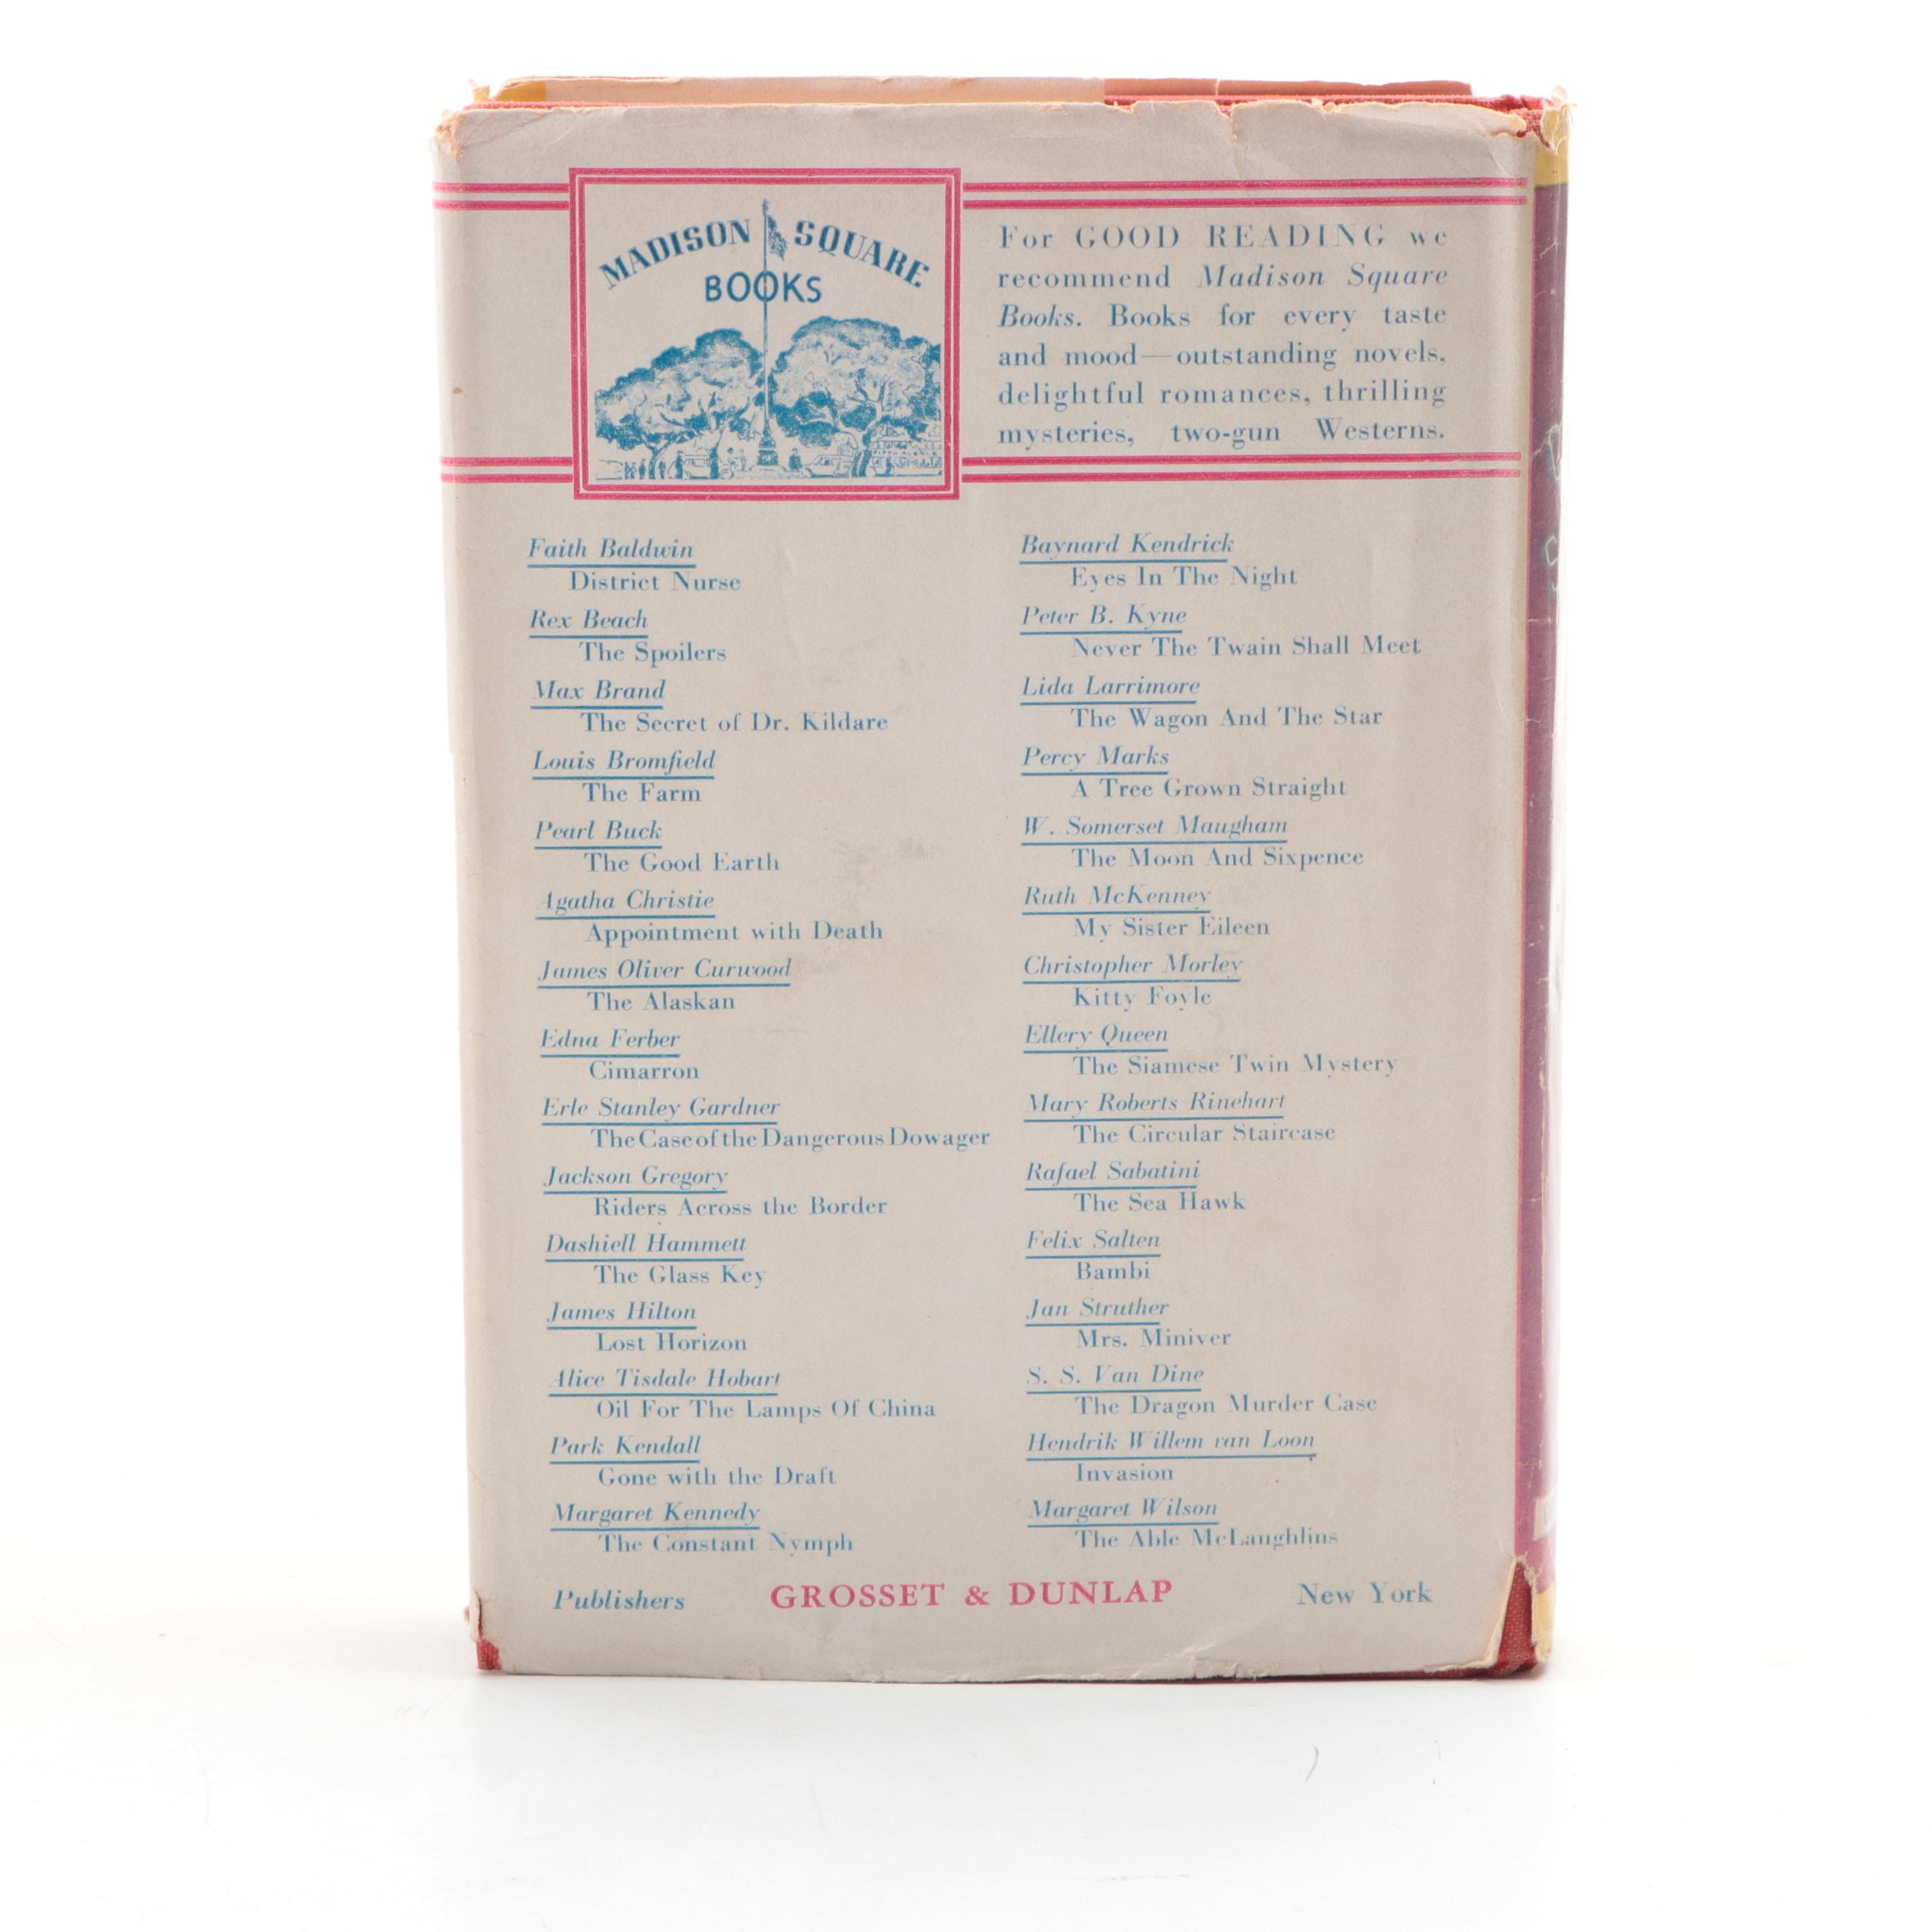 MADISON SQUARE
BOOKS
For GOOD READING we
recommend Madison Square
Books. Books for every taste
and mood—outstanding novels,
delightful romances, thrilling
mysteries, two-gun Westerns.
Faith Baldwin
District Nurse
Rex Beach
The Spoilers
Max Brand
The Secret of Dr. Kildare
Louis Bromfield
The Farm
Pearl Buck
The Good Earth
Agatha Christie
Appointment with Death
James Oliver Curwood
The Alaskan
Edna Ferber
Cimarron
Erle Stanley Gardner
The Case of the Dangerous Dowager
Jackson Gregory
Riders Across the Border
Dashiell Hammett
The Glass Key
James Hilton
Lost Horizon
Alice Tisdale Hobart
Oil For The Lamps Of China
Park Kendall
Gone with the Draft
Margaret Kennedy
The Constant Nymph
Baynard Kendrick
Eyes In The Night
Peter B. Kyne
Never The Twain Shall Meet
Lida Larrimore
The Wagon And The Star
Percy Marks
A Tree Grown Straight
W. Somerset Maugham
The Moon And Sixpence
Ruth McKenney
My Sister Eileen
Christopher Morley
Kitty Foyle
Ellery Queen
The Siamese Twin Mystery
Mary Roberts Rinehart
The Circular Staircase
Rafael Sabatini
The Sea Hawk
Felix Salten
Bambi
Jan Struther
Mrs. Miniver
S. S. Van Dine
The Dragon Murder Case
Hendrik Willem van Loon
Invasion
Margaret Wilson
The Able McLaughlins
Publishers GROSSET & DUNLAP New York